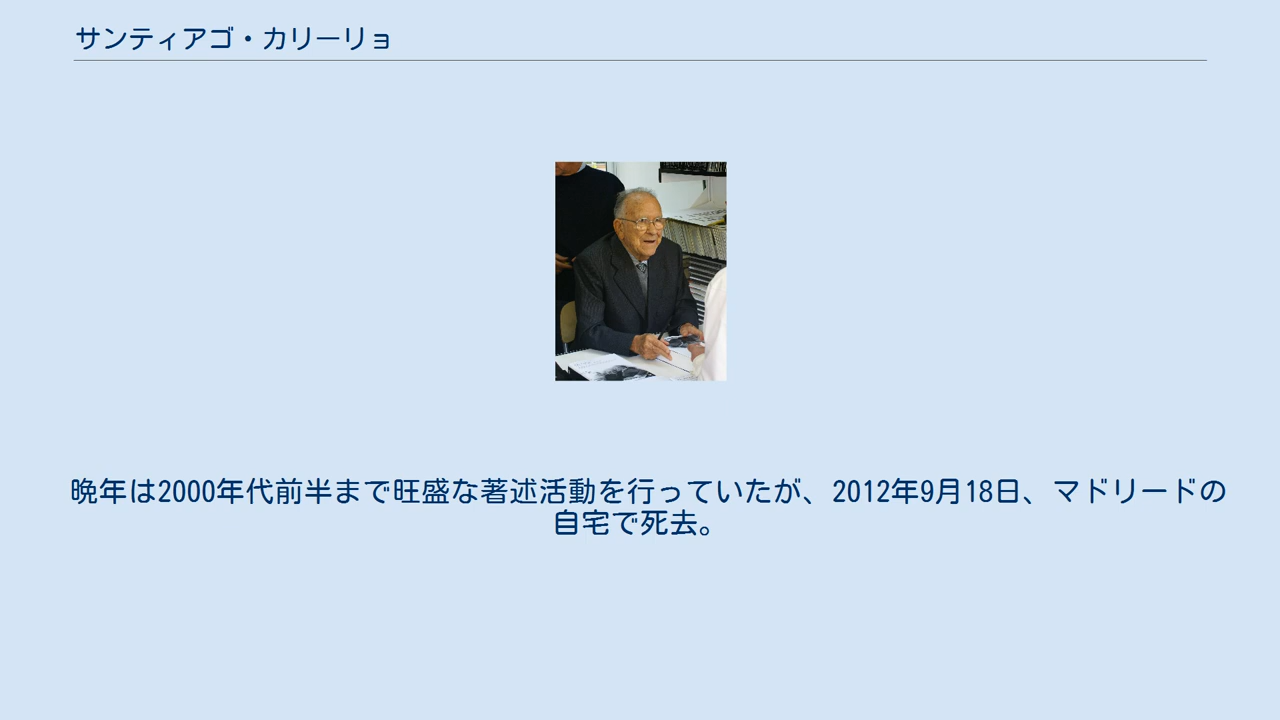 サンティアゴ・カリーリョ
晩年は2000年代前半まで旺盛な著述活動を行っていたが、2012年9月18日、マドリードの
自宅で死去。